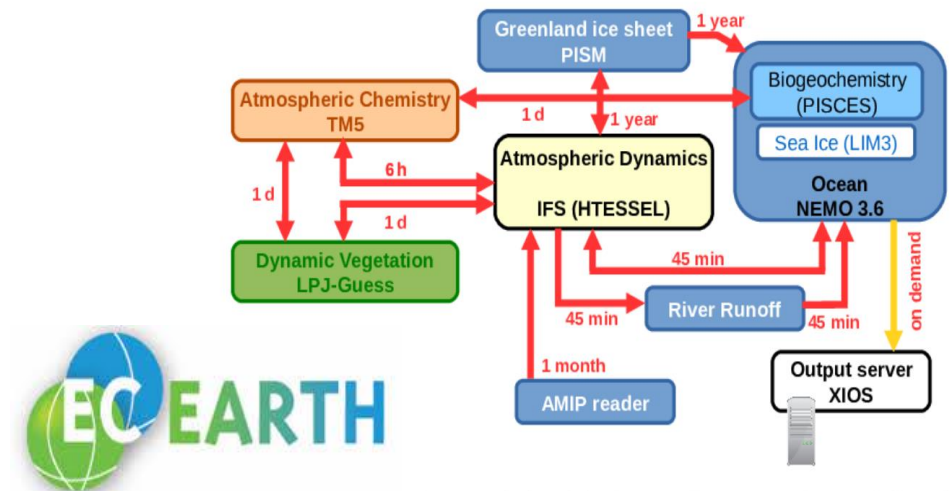 Greenland ice sheet
PISM
1 year
Biogeochemistry
(PISCES)
Sea Ice (LIM3)
Ocean
NEMO 3.6
Atmospheric Chemistry
TM5
1 d
1 year
Atmospheric Dynamics
IFS (HTESSEL)
6 h
1 d
1 d
Dynamic Vegetation
LPJ-Guess
45 min
45 min
River Runoff
45 min
on demand
1 month
AMIP reader
Output server
XIOS
EC EARTH